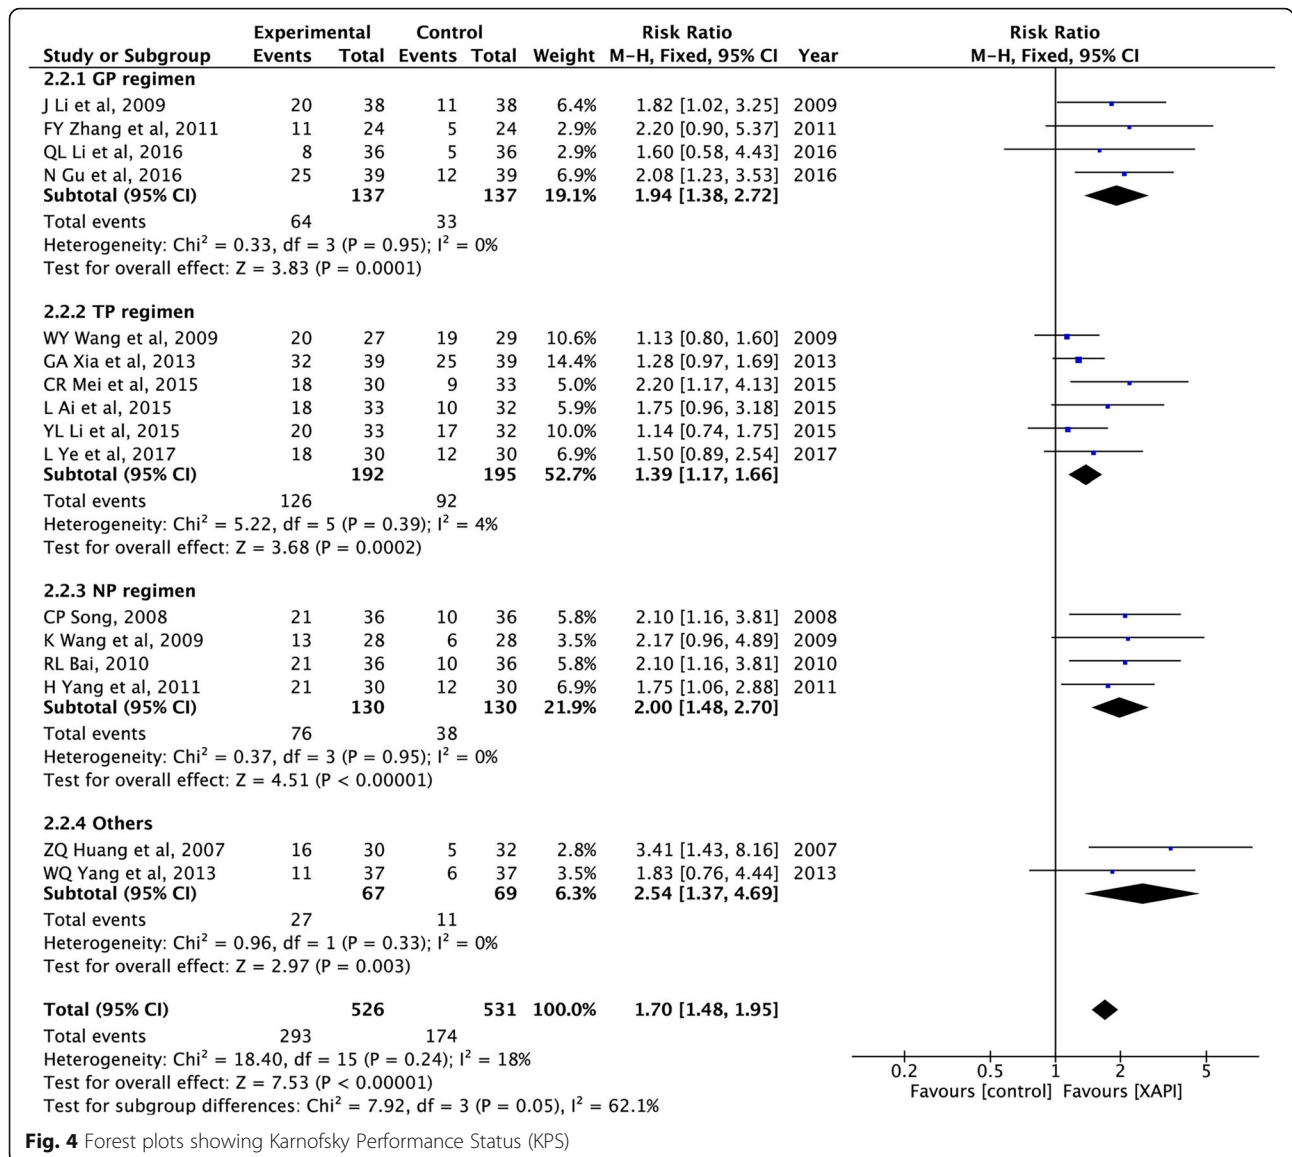 Experimental Control Risk Ratio Risk Ratio
Study or Subgroup Events Total Events Total Weight M-H, Fixed, 95% CI Year M-H, Fixed, 95% CI
2.2.1 GP regimen
J Li et al, 2009 20 38 11 38 6.4% 1.82 [1.02, 3.25] 2009
FY Zhang et al, 2011 11 24 5 24 2.9% 2.20 [0.90, 5.37] 2011
QL Li et al, 2016 8 36 5 36 2.9% 1.60 [0.58, 4.43] 2016
N Gu et al, 2016 25 39 12 39 6.9% 2.08 [1.23, 3.53] 2016
Subtotal (95% CI) 137 137 19.1% 1.94 [1.38, 2.72]
Total events 64 33
Heterogeneity: Chi² = 0.33, df = 3 (P = 0.95); I² = 0%
Test for overall effect: Z = 3.83 (P = 0.0001)
2.2.2 TP regimen
WY Wang et al, 2009 20 27 19 29 10.6% 1.13 [0.80, 1.60] 2009
GA Xia et al, 2013 32 39 25 39 14.4% 1.28 [0.97, 1.69] 2013
CR Mei et al, 2015 18 30 9 33 5.0% 2.20 [1.17, 4.13] 2015
L Ai et al, 2015 18 33 10 32 5.9% 1.75 [0.96, 3.18] 2015
YL Li et al, 2015 20 33 17 32 10.0% 1.14 [0.74, 1.75] 2015
L Ye et al, 2017 18 30 12 30 6.9% 1.50 [0.89, 2.54] 2017
Subtotal (95% CI) 192 195 52.7% 1.39 [1.17, 1.66]
Total events 126 92
Heterogeneity: Chi² = 5.22, df = 5 (P = 0.39); I² = 4%
Test for overall effect: Z = 3.68 (P = 0.0002)
2.2.3 NP regimen
CP Song, 2008 21 36 10 36 5.8% 2.10 [1.16, 3.81] 2008
K Wang et al, 2009 13 28 6 28 3.5% 2.17 [0.96, 4.89] 2009
RL Bai, 2010 21 36 10 36 5.8% 2.10 [1.16, 3.81] 2010
H Yang et al, 2011 21 30 12 30 6.9% 1.75 [1.06, 2.88] 2011
Subtotal (95% CI) 130 130 21.9% 2.00 [1.48, 2.70]
Total events 76 38
Heterogeneity: Chi² = 0.37, df = 3 (P = 0.95); I² = 0%
Test for overall effect: Z = 4.51 (P < 0.00001)
2.2.4 Others
ZQ Huang et al, 2007 16 30 5 32 2.8% 3.41 [1.43, 8.16] 2007
WQ Yang et al, 2013 11 37 6 37 3.5% 1.83 [0.76, 4.44] 2013
Subtotal (95% CI) 67 69 6.3% 2.54 [1.37, 4.69]
Total events 27 11
Heterogeneity: Chi² = 0.96, df = 1 (P = 0.33); I² = 0%
Test for overall effect: Z = 2.97 (P = 0.003)
Total (95% CI) 526 531 100.0% 1.70 [1.48, 1.95]
Total events 293 174
Heterogeneity: Chi² = 18.40, df = 15 (P = 0.24); I² = 18%
Test for overall effect: Z = 7.53 (P < 0.00001)
Test for subgroup differences: Chi² = 7.92, df = 3 (P = 0.05), I² = 62.1%
0.2 0.5 1 2 5
Favours [control] Favours [XAPI]
Fig. 4 Forest plots showing Karnofsky Performance Status (KPS)